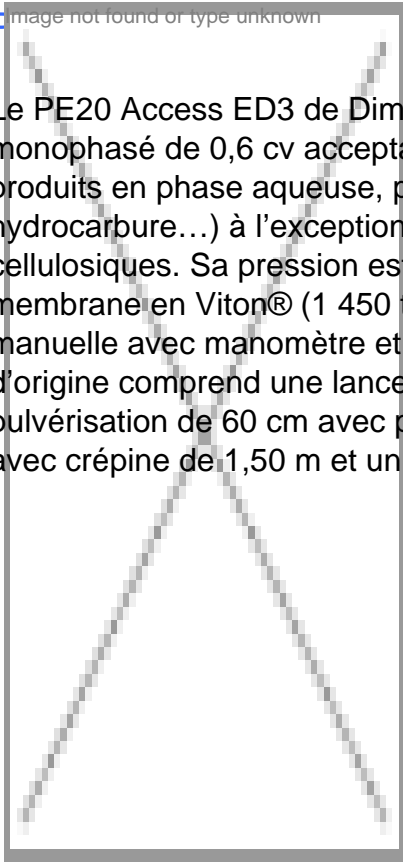 Image not found or type unknown
Le PE20 Access ED3 de Dim
monophasé de 0,6 cv accepta
produits en phase aqueuse, p
hydrocarbure…) à l’exception
cellulosiques. Sa pression es
membrane en Viton® (1 450 t
manuelle avec manomètre et
d’origine comprend une lance
pulvérisation de 60 cm avec p
avec crépine de 1,50 m et un